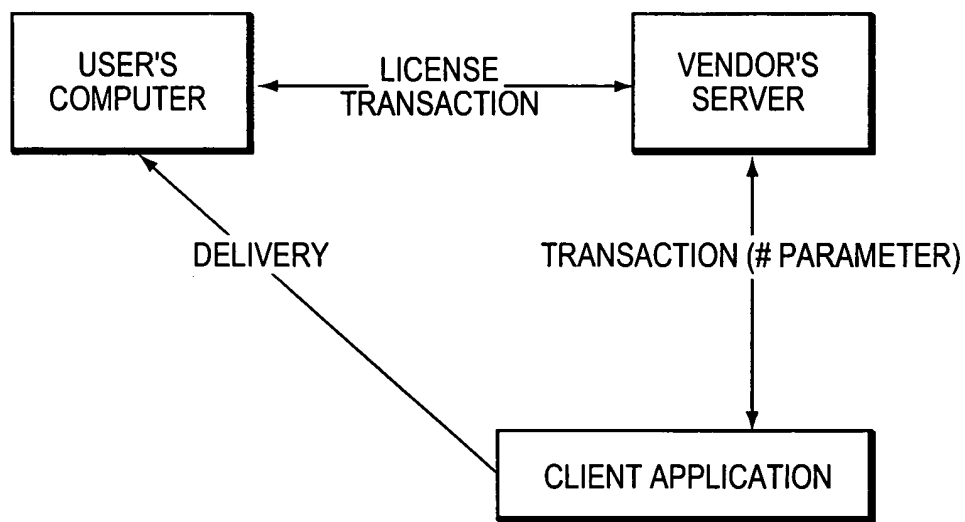 USER'S
COMPUTER
LICENSE
TRANSACTION
VENDOR'S
SERVER
DELIVERY
TRANSACTION (# PARAMETER)
CLIENT APPLICATION